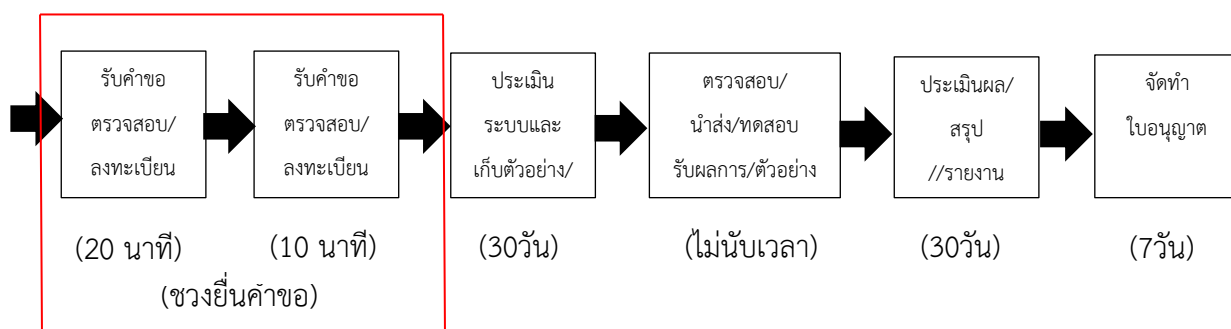 รับคำขอ
ตรวจสอบ/
ลงทะเบียน
(20 นาที)
รับคำขอ
ตรวจสอบ/
ลงทะเบียน
(10 นาที)
(ชวงยื่นคำขอ)
ประเมิน
ระบบและ
เก็บตัวอย่าง/
(30วัน)
ตรวจสอบ/
นำส่ง/ทดสอบ
รับผลการ/ตัวอย่าง
(ไม่นับเวลา)
ประเมินผล/
สรุป
//รายงาน
(30วัน)
จัดทำ
ใบอนุญาต
(7วัน)